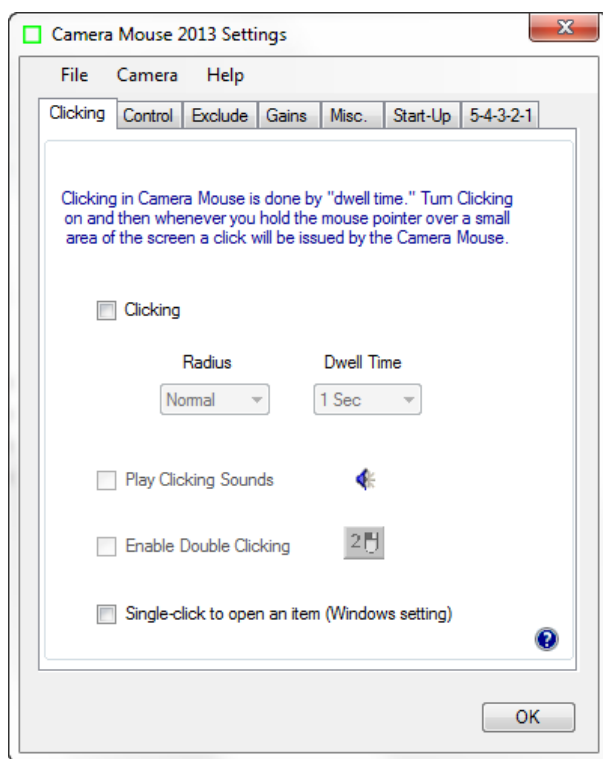 Camera Mouse 2013 Settings
File Camera Help
Clicking Control Exclude Gains Misc. Start-Up 5-4-3-2-1
Clicking in Camera Mouse is done by "dwell time." Turn Clicking
on and then whenever you hold the mouse pointer over a small
area of the screen a click will be issued by the Camera Mouse.
Clicking
Radius Dwell Time
Normal 1 Sec
Play Clicking Sounds
Enable Double Clicking 2
Single-click to open an item (Windows setting)
?
OK